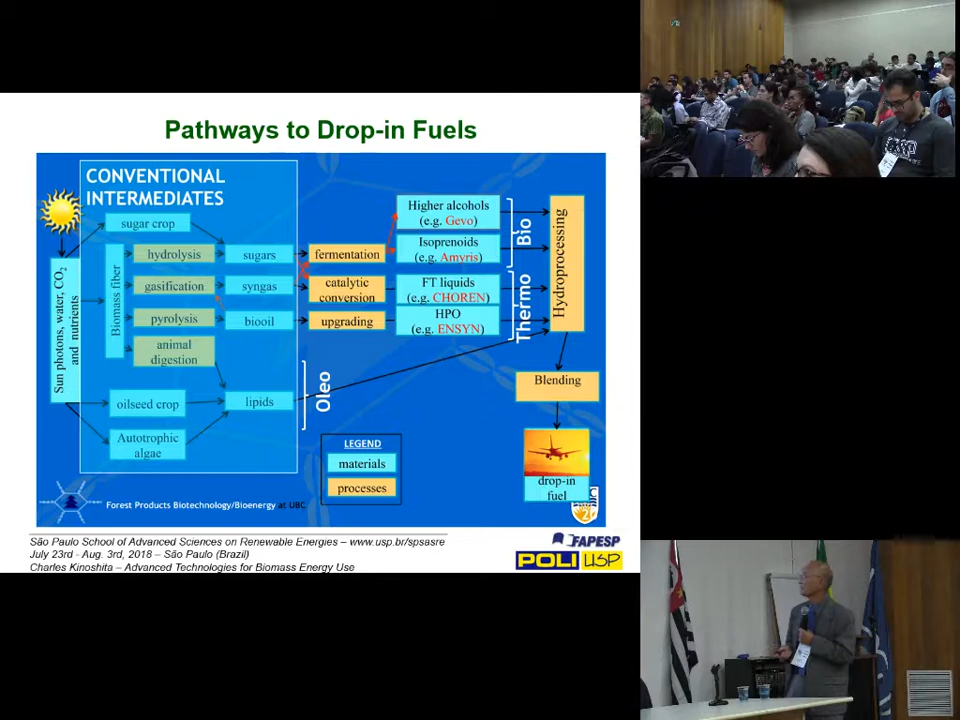 Pathways to Drop-in Fuels
CONVENTIONAL
INTERMEDIATES
Sun photons, water, CO2
and nutrients
Biomass fiber
sugar crop
hydrolysis
gasification
pyrolysis
animal
digestion
oilseed crop
Autotrophic
algae
sugars
syngas
biooil
lipids
fermentation
catalytic
conversion
upgrading
Higher alcohols
(e.g. Gevo)
Isoprenoids
(e.g. Amyris)
FT liquids
(e.g. CHOREN)
HPO
(e.g. ENSYN)
Bio
Thermo
Oleo
Hydroprocessing
Blending
drop-in
fuel
LEGEND
materials
processes
Forest Products Biotechnology/Bioenergy at UBC
São Paulo School of Advanced Sciences on Renewable Energies – www.usp.br/spsasre
July 23rd - Aug. 3rd, 2018 – São Paulo (Brazil)
Charles Kinoshita – Advanced Technologies for Biomass Energy Use
FAPESP
POLI USP